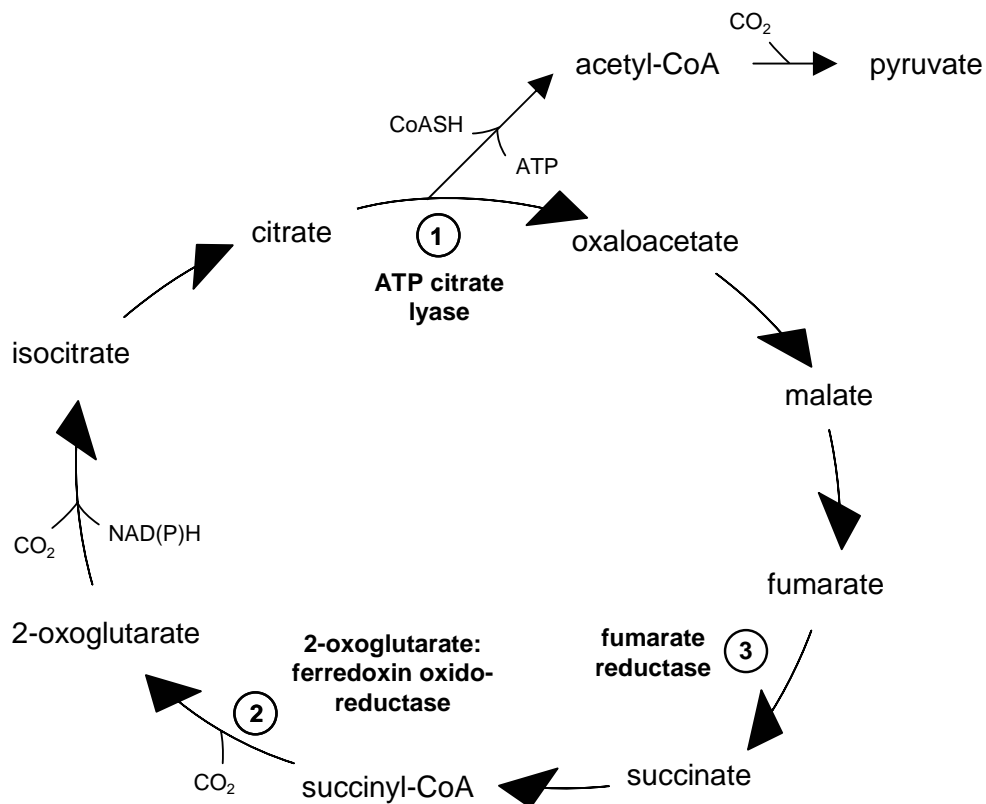 CO₂
acetyl-CoA
pyruvate
CoASH
ATP
citrate
1
oxaloacetate
ATP citrate
lyase
isocitrate
malate
CO₂
NAD(P)H
fumarate
2-oxoglutarate
2-oxoglutarate:
ferredoxin oxido-
reductase
fumarate
reductase
3
2
CO₂
succinyl-CoA
succinate